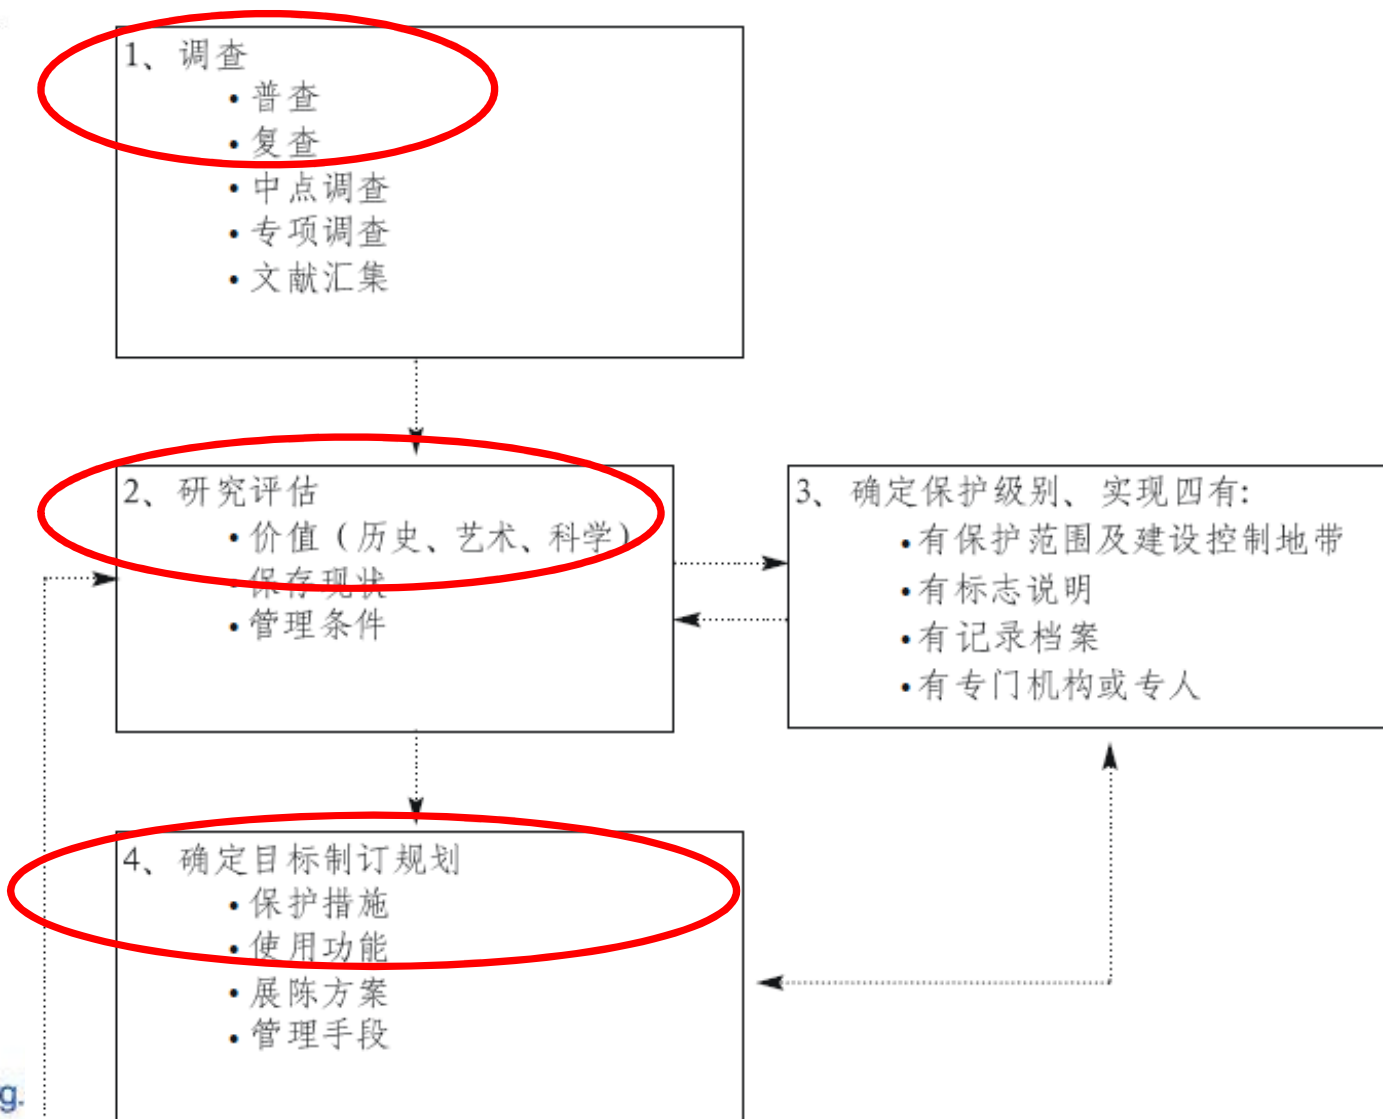 1、调查
• 普查
• 复查
• 中点调查
• 专项调查
• 文献汇集
2、研究评估
• 价值（历史、艺术、科学）
• 保存现状
• 管理条件
3、确定保护级别、实现四有:
• 有保护范围及建设控制地带
• 有标志说明
• 有记录档案
• 有专门机构或专人
4、确定目标制订规划
• 保护措施
• 使用功能
• 展陈方案
• 管理手段
g.